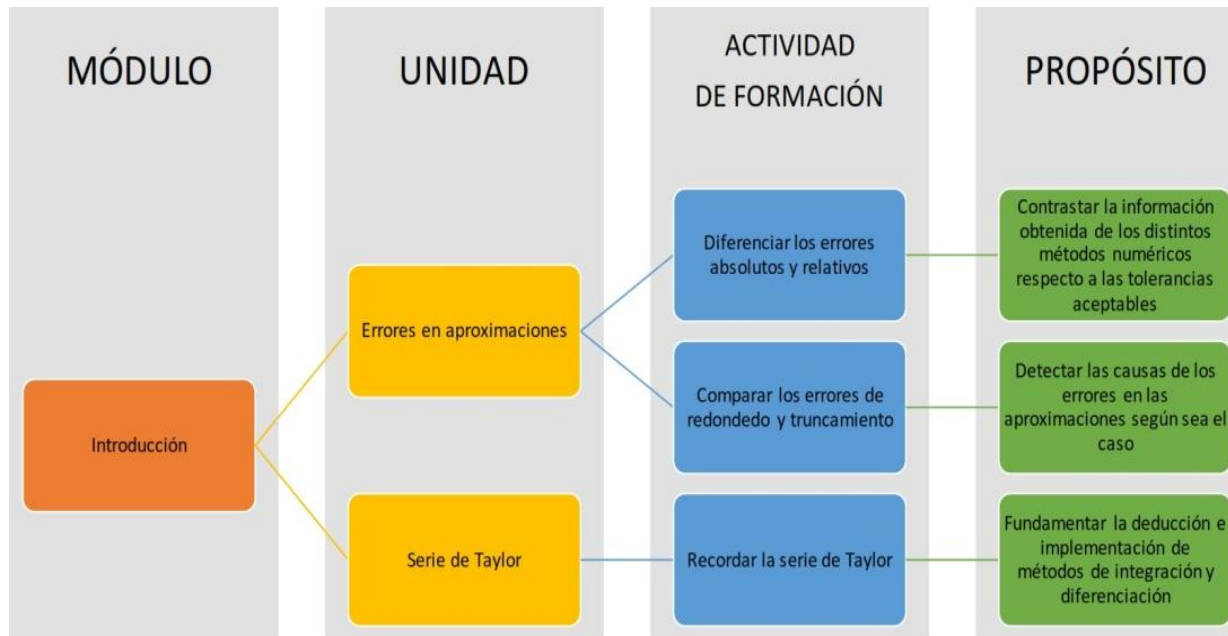 MÓDULO
UNIDAD
ACTIVIDAD
DE FORMACIÓN
PROPÓSITO
Introducción
Errores en aproximaciones
Serie de Taylor
Diferenciar los errores
absolutos y relativos
Comparar los errores de
redondedo y truncamiento
Recordar la serie de Taylor
Contrastar la información
obtenida de los distintos
métodos numéricos
respecto a las tolerancias
aceptables
Detectar las causas de los
errores en las
aproximaciones según sea el
caso
Fundamentar la deducción e
implementación de
métodos de integración y
diferenciación